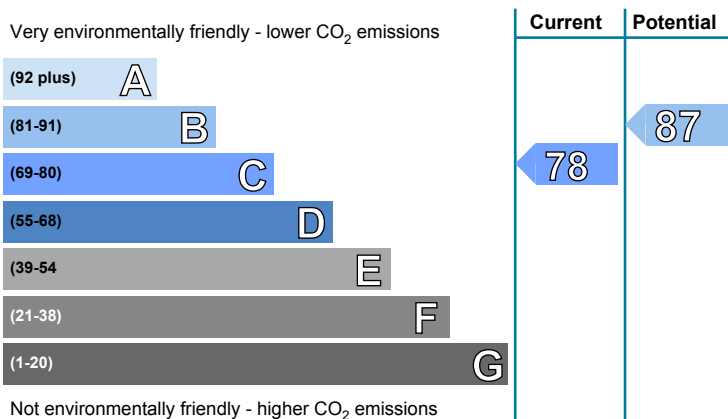 Very environmentally friendly - lower CO₂ emissions
Current
Potential
(92 plus) A
(81-91) B
87
(69-80) C
78
(55-68) D
(39-54 E
(21-38) F
(1-20) G
Not environmentally friendly - higher CO₂ emissions